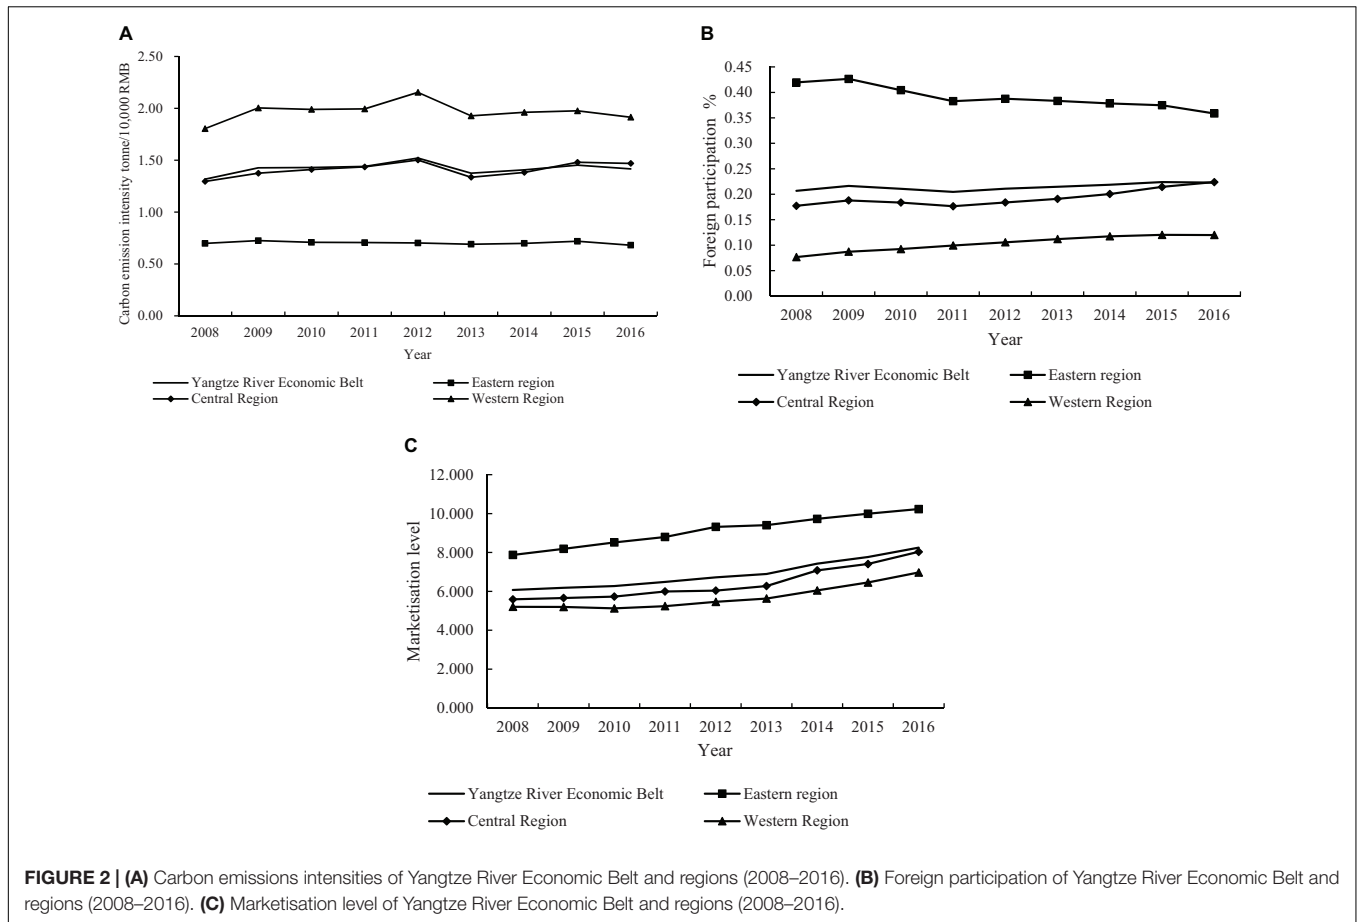 A
Carbon emission intensity tonne/10,000 RMB
2.50
2.00
1.50
1.00
0.50
0.00
2008 2009 2010 2011 2012 2013 2014 2015 2016
Year
Yangtze River Economic Belt Eastern region
Central Region Western Region
B
Foreign participation %
0.45
0.40
0.35
0.30
0.25
0.20
0.15
0.10
0.05
0.00
2008 2009 2010 2011 2012 2013 2014 2015 2016
Year
Yangtze River Economic Belt Eastern region
Central Region Western Region
C
Marketisation level
12.000
10.000
8.000
6.000
4.000
2.000
0.000
2008 2009 2010 2011 2012 2013 2014 2015 2016
Year
Yangtze River Economic Belt Eastern region
Central Region Western Region
FIGURE 2 | (A) Carbon emissions intensities of Yangtze River Economic Belt and regions (2008–2016). (B) Foreign participation of Yangtze River Economic Belt and
regions (2008–2016). (C) Marketisation level of Yangtze River Economic Belt and regions (2008–2016).